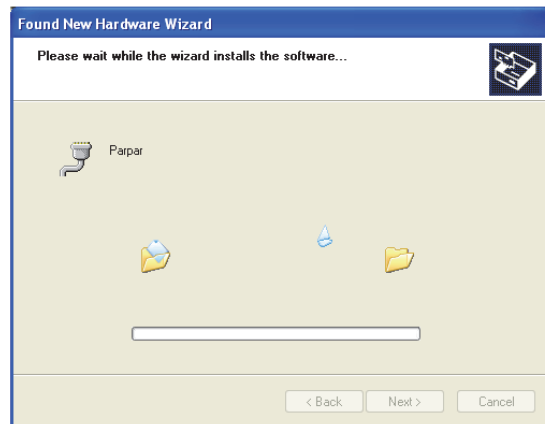 Found New Hardware Wizard
Please wait while the wizard installs the software...
Parpar
< Back Next > Cancel